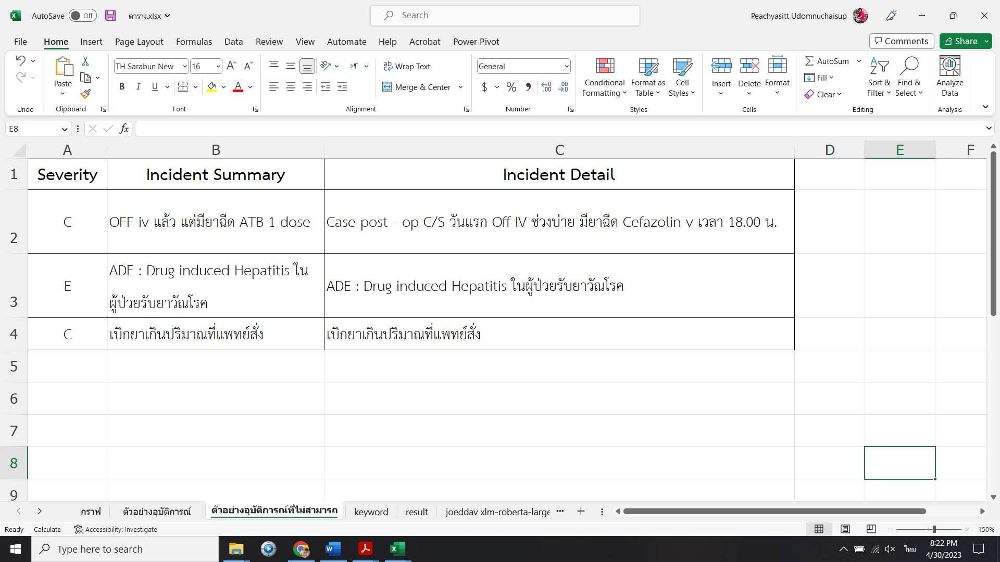 AutoSave Off ตาราง.xlsx Search Peachyasitt Udomnuchaisup
File Home Insert Page Layout Formulas Data Review View Automate Help Acrobat Power Pivot Comments Share
Paste TH Sarabun New 16 Wrap Text General Conditional Formatting Format as Table Cell Styles Insert Delete Format AutoSum Fill Clear Sort & Filter Find & Select Analyze Data
B I U A Merge & Center $ %
Undo Clipboard Font Alignment Number Styles Cells Editing Analysis
E8 fx
A B C D E F
1 Severity Incident Summary Incident Detail
2 C OFF iv แล้ว แต่มียาฉีด ATB 1 dose Case post - op C/S วันแรก Off IV ช่วงบ่าย มียาฉีด Cefazolin v เวลา 18.00 น.
3 E ADE : Drug induced Hepatitis ใน
ผู้ป่วยรับยาวัณโรค ADE : Drug induced Hepatitis ในผู้ป่วยรับยาวัณโรค
4 C เบิกยาเกินปริมาณที่แพทย์สั่ง เบิกยาเกินปริมาณที่แพทย์สั่ง
5
6
7
8
9
กราฟ ตัวอย่างอุบัติการณ์ ตัวอย่างอุบัติการณ์ที่ไม่สามารถ keyword result joeddav xlm-roberta-large ...
Ready Calculate Accessibility: Investigate 150%
Type here to search ไทย 8:22 PM
4/30/2023